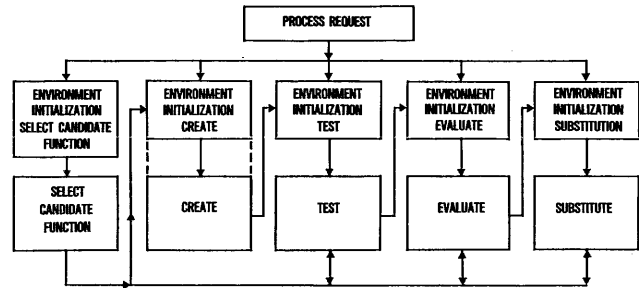 PROCESS REQUEST
ENVIRONMENT
INITIALIZATION
SELECT CANDIDATE
FUNCTION
ENVIRONMENT
INITIALIZATION
CREATE
ENVIRONMENT
INITIALIZATION
TEST
ENVIRONMENT
INITIALIZATION
EVALUATE
ENVIRONMENT
INITIALIZATION
SUBSTITUTION
SELECT
CANDIDATE
FUNCTION
CREATE
TEST
EVALUATE
SUBSTITUTE